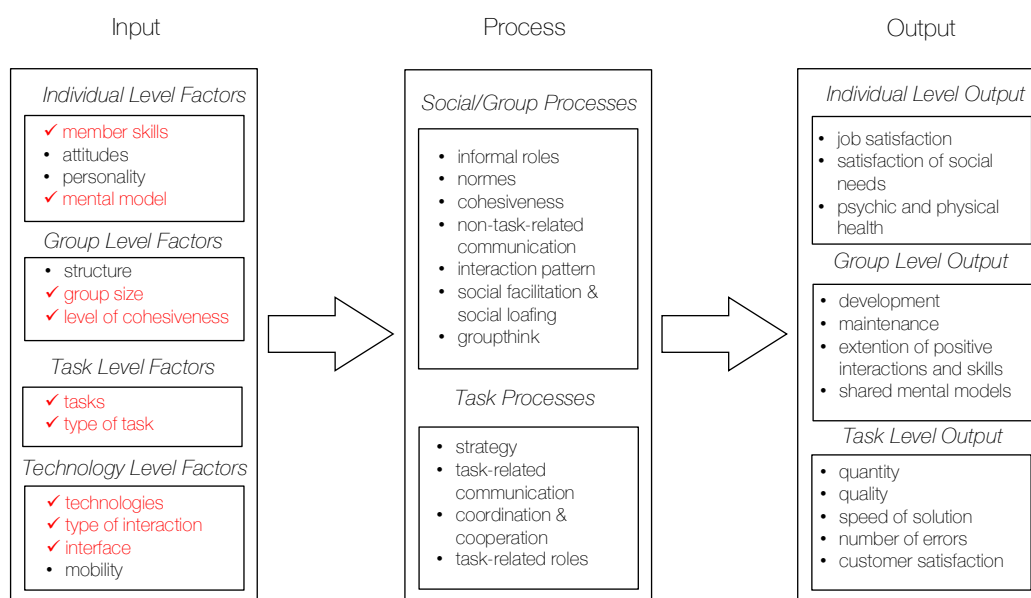 Input
Individual Level Factors
✓ member skills
• attitudes
• personality
✓ mental model
Group Level Factors
• structure
✓ group size
✓ level of cohesiveness
Task Level Factors
✓ tasks
✓ type of task
Technology Level Factors
✓ technologies
✓ type of interaction
✓ interface
• mobility
Process
Social/Group Processes
• informal roles
• normes
• cohesiveness
• non-task-related
communication
• interaction pattern
• social facilitation &
social loafing
• groupthink
Task Processes
• strategy
• task-related
communication
• coordination &
cooperation
• task-related roles
Output
Individual Level Output
• job satisfaction
• satisfaction of social
needs
• psychic and physical
health
Group Level Output
• development
• maintenance
• extention of positive
interactions and skills
• shared mental models
Task Level Output
• quantity
• quality
• speed of solution
• number of errors
• customer satisfaction